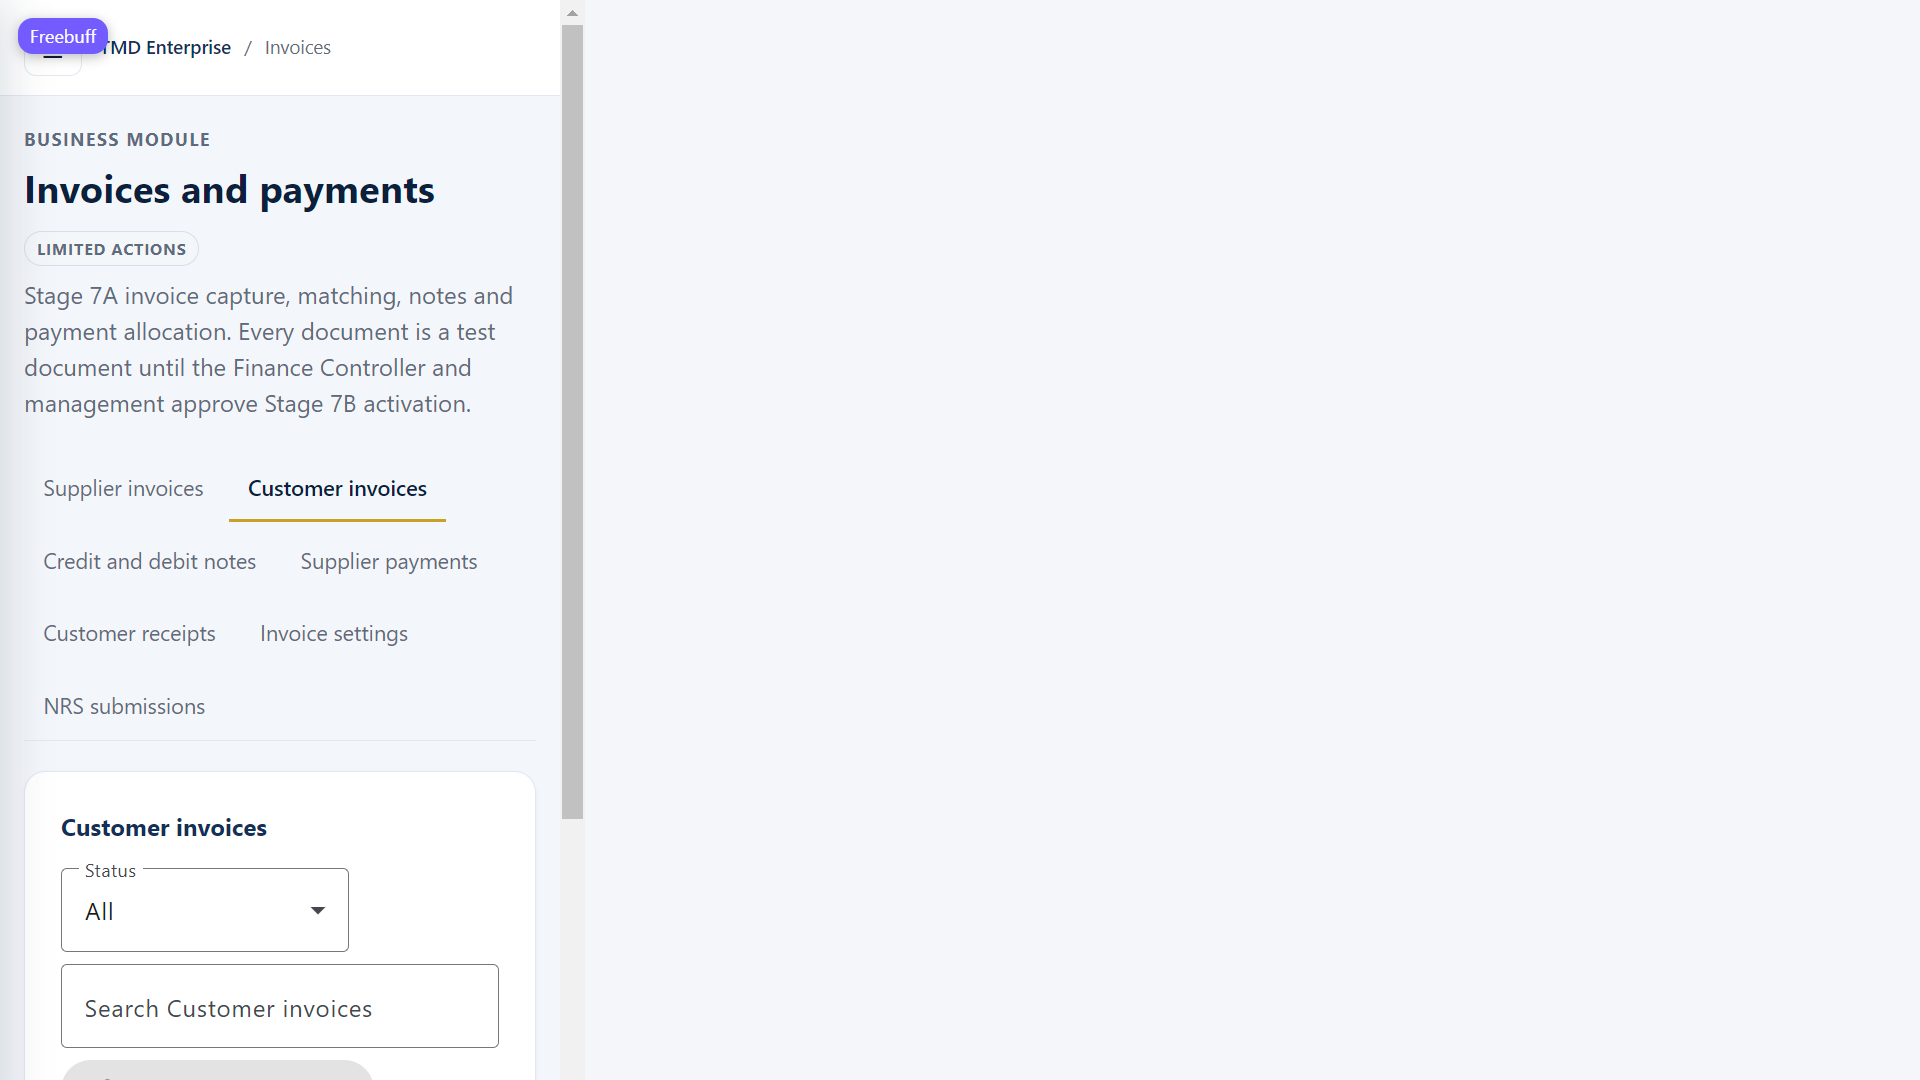 Freebuff
TMD Enterprise / Invoices
BUSINESS MODULE
Invoices and payments
LIMITED ACTIONS
Stage 7A invoice capture, matching, notes and
payment allocation. Every document is a test
document until the Finance Controller and
management approve Stage 7B activation.
Supplier invoices Customer invoices
Credit and debit notes Supplier payments
Customer receipts Invoice settings
NRS submissions
Customer invoices
Status
All
Search Customer invoices